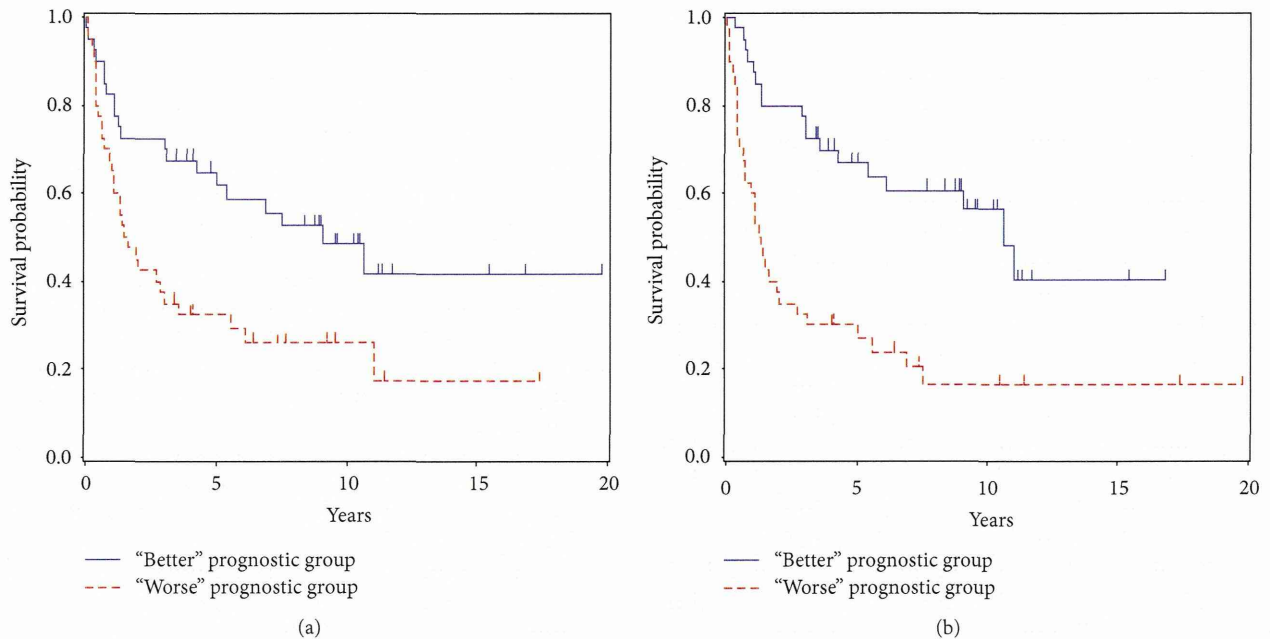 1.0
0.8
0.6
0.4
0.2
0.0
Survival probability
0
5
10
15
20
Years
“Better” prognostic group
“Worse” prognostic group
(a)
1.0
0.8
0.6
0.4
0.2
0.0
Survival probability
0
5
10
15
20
Years
“Better” prognostic group
“Worse” prognostic group
(b)